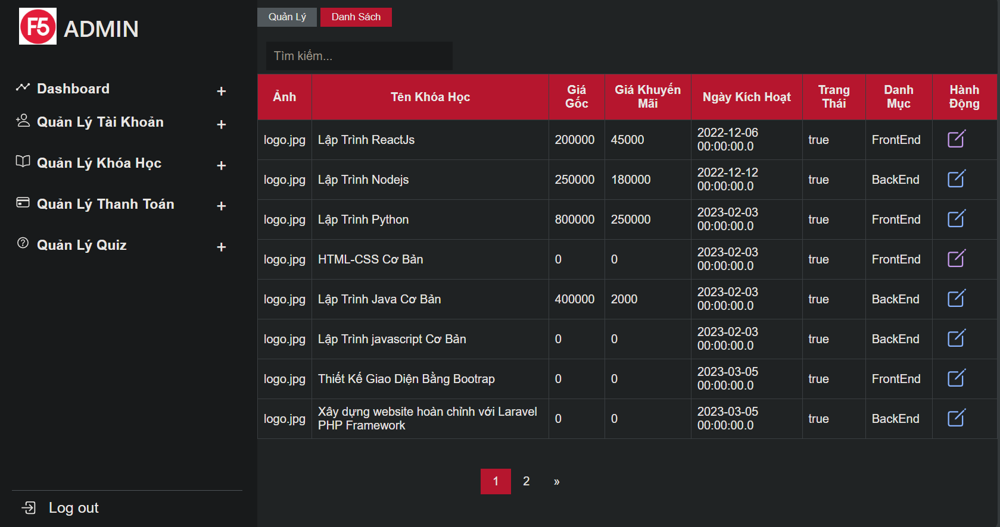 F5 ADMIN
Dashboard +
Quản Lý Tài Khoản +
Quản Lý Khóa Học +
Quản Lý Thanh Toán +
Quản Lý Quiz +
Log out
Quản Lý Danh Sách
Tìm kiếm...
Ảnh Tên Khóa Học Giá Gốc Giá Khuyến Mãi Ngày Kích Hoạt Trang Thái Danh Mục Hành Động
logo.jpg Lập Trình ReactJs 200000 45000 2022-12-06 00:00:00.0 true FrontEnd
logo.jpg Lập Trình Nodejs 250000 180000 2022-12-12 00:00:00.0 true BackEnd
logo.jpg Lập Trình Python 800000 250000 2023-02-03 00:00:00.0 true FrontEnd
logo.jpg HTML-CSS Cơ Bản 0 0 2023-02-03 00:00:00.0 true FrontEnd
logo.jpg Lập Trình Java Cơ Bản 400000 2000 2023-02-03 00:00:00.0 true BackEnd
logo.jpg Lập Trình javascript Cơ Bản 0 0 2023-02-03 00:00:00.0 true BackEnd
logo.jpg Thiết Kế Giao Diện Bằng Bootrap 0 0 2023-03-05 00:00:00.0 true FrontEnd
logo.jpg Xây dựng website hoàn chỉnh với Laravel PHP Framework 0 0 2023-03-05 00:00:00.0 true BackEnd
1 2 »